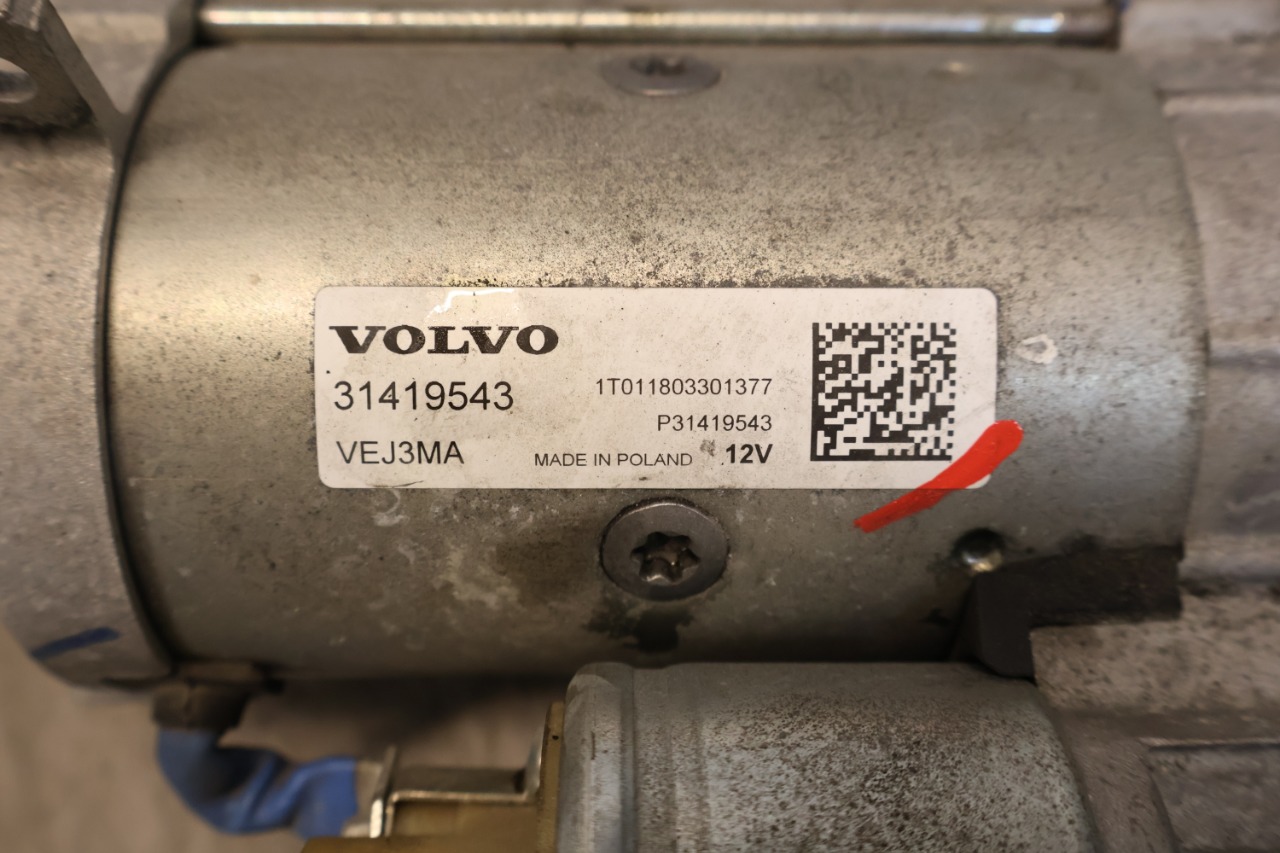 VOLVO
31419543
1T011803301377
P31419543
VEJ3MA
MADE IN POLAND
12V